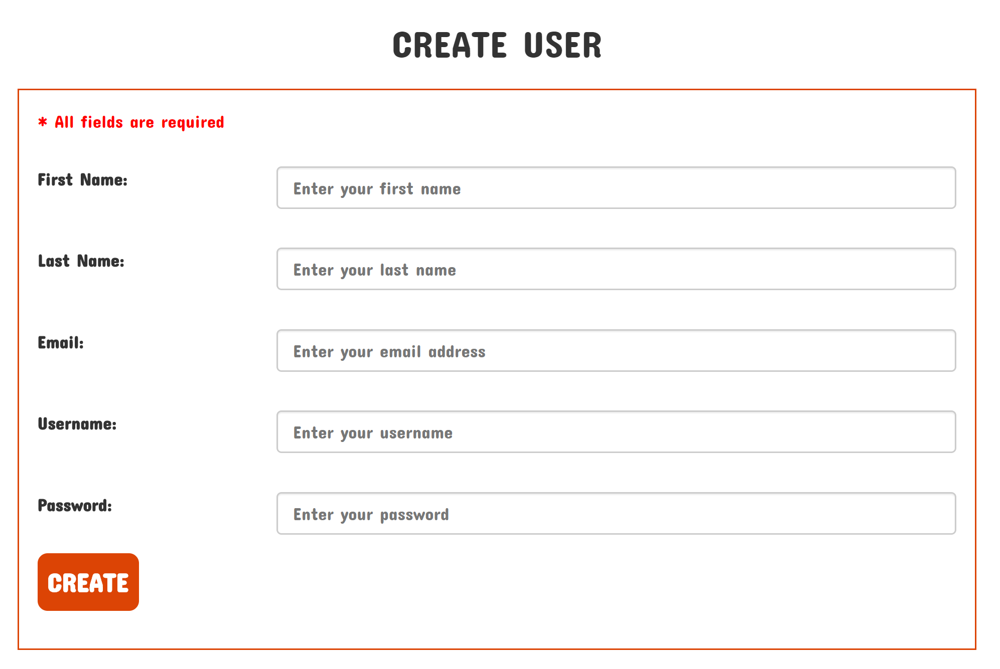 CREATE USER
* All fields are required
First Name:
Enter your first name
Last Name:
Enter your last name
Email:
Enter your email address
Username:
Enter your username
Password:
Enter your password
CREATE